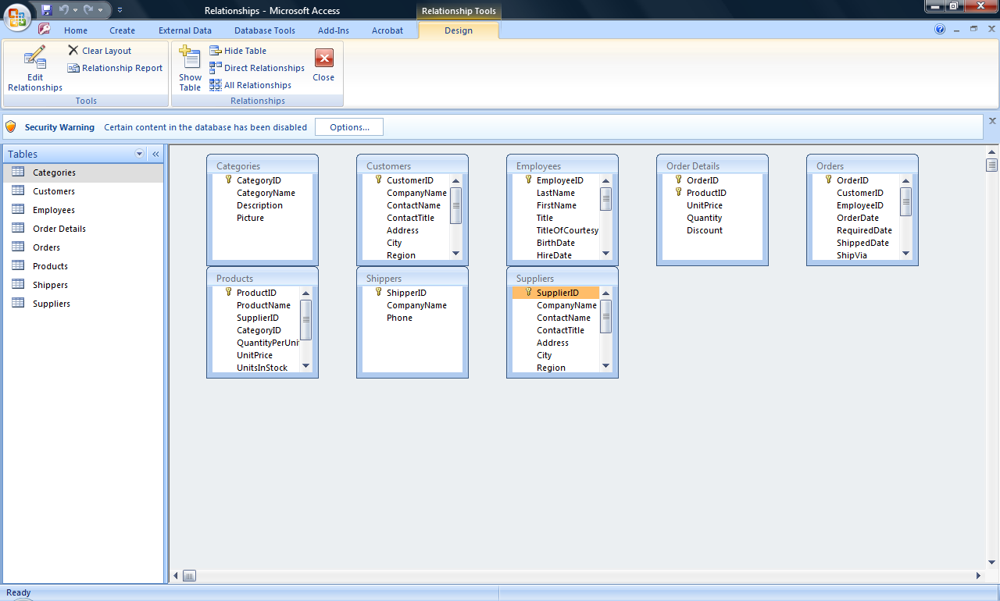 Relationships - Microsoft Access
Relationship Tools
Home
Create
External Data
Database Tools
Add-Ins
Acrobat
Design
Edit
Relationships
Clear Layout
Relationship Report
Tools
Show
Table
Hide Table
Direct Relationships
All Relationships
Close
Relationships
Security Warning
Certain content in the database has been disabled
Options...
Tables
Categories
Customers
Employees
Order Details
Orders
Products
Shippers
Suppliers
Categories
CategoryID
CategoryName
Description
Picture
Customers
CustomerID
CompanyName
ContactName
ContactTitle
Address
City
Region
Employees
EmployeeID
LastName
FirstName
Title
TitleOfCourtesy
BirthDate
HireDate
Order Details
OrderID
ProductID
UnitPrice
Quantity
Discount
Orders
OrderID
CustomerID
EmployeeID
OrderDate
RequiredDate
ShippedDate
ShipVia
Products
ProductID
ProductName
SupplierID
CategoryID
QuantityPerUni
UnitPrice
UnitsInStock
Shippers
ShipperID
CompanyName
Phone
Suppliers
SupplierID
CompanyName
ContactName
ContactTitle
Address
City
Region
Ready